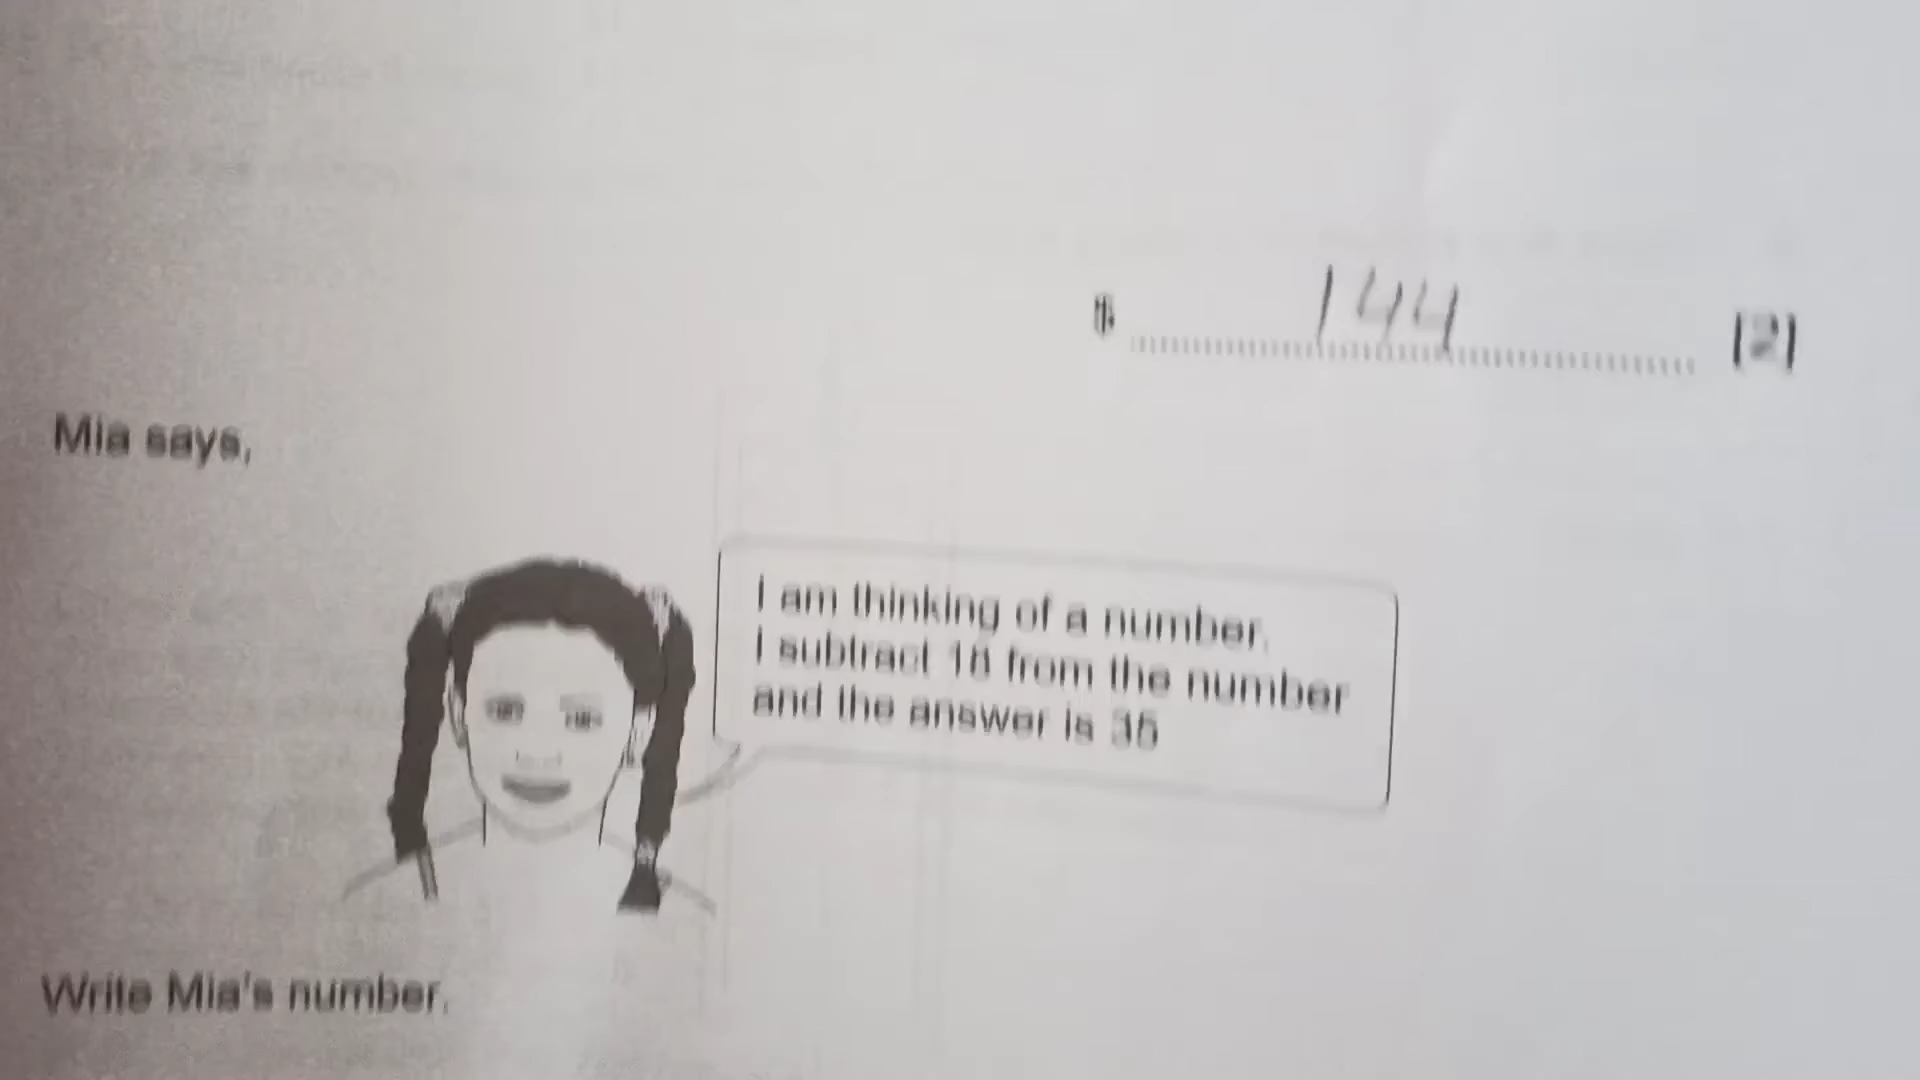 $ 144 [2]
Mia says,
I am thinking of a number.
I subtract 18 from the number
and the answer is 35
Write Mia's number.